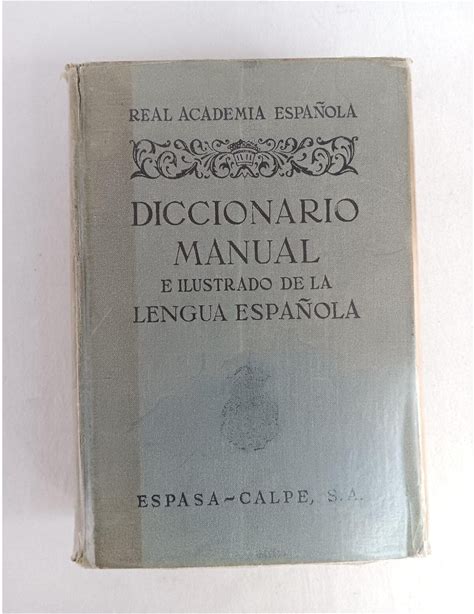 REAL ACADEMIA ESPAÑOLA
DICCIONARIO
MANUAL
E ILUSTRADO DE LA
LENGUA ESPAÑOLA
ESPASA~CALPE, S.A.